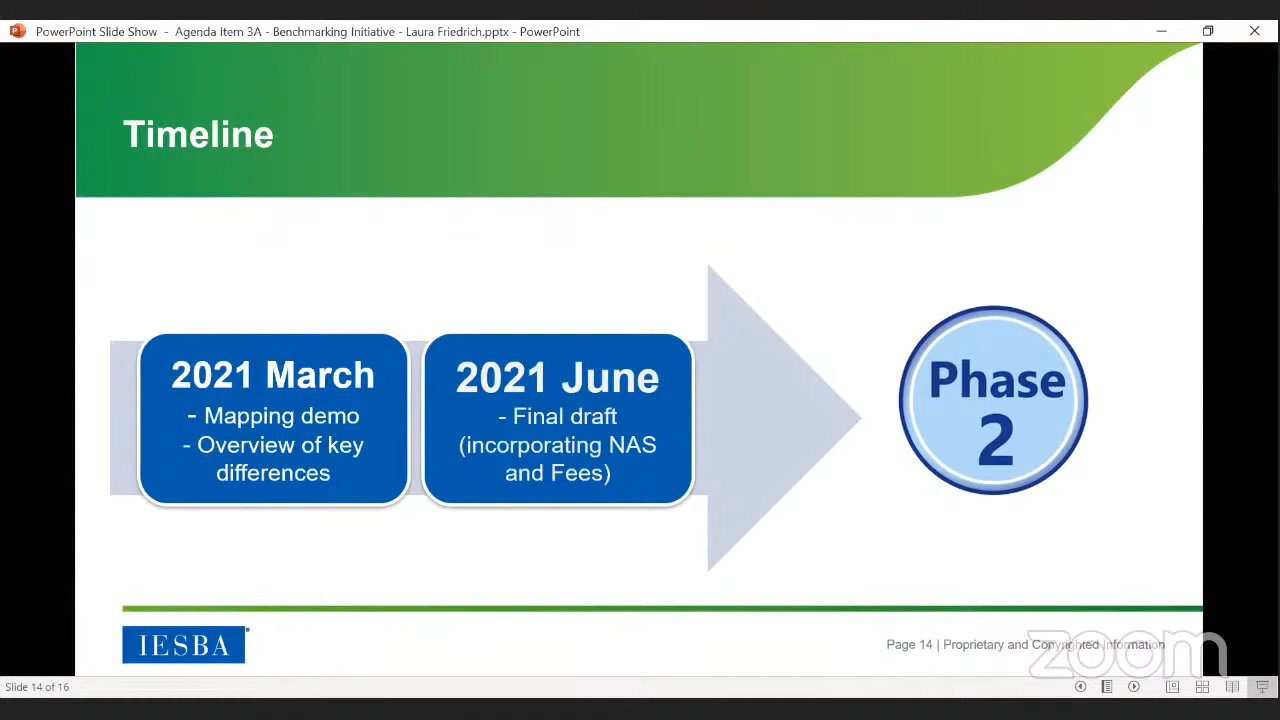 PowerPoint Slide Show - Agenda Item 3A - Benchmarking Initiative - Laura Friedrich.pptx - PowerPoint
Timeline
2021 March
- Mapping demo
- Overview of key
differences
2021 June
- Final draft
(incorporating NAS
and Fees)
Phase
2
IESBA
Page 14 | Proprietary and Copyrighted Information
zoom
Slide 14 of 16